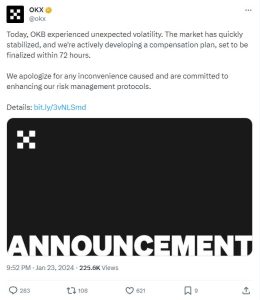 OKX
@okx
Today, OKB experienced unexpected volatility. The market has quickly
stabilized, and we're actively developing a compensation plan, set to be
finalized within 72 hours.
We apologize for any inconvenience caused and are committed to
enhancing our risk management protocols.
Details: bit.ly/3vNLSmd
ANNOUNCEMENT
9:52 PM · Jan 23, 2024 · 225.6K Views
283 108 621 9